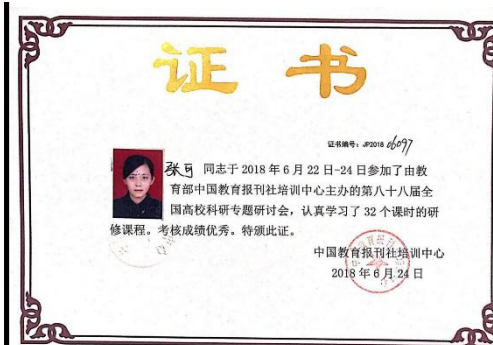 证 书
证书编号：JP2018 06097
张可 同志于 2018 年 6 月 22 日-24 日参加了由教
育部中国教育报刊社培训中心主办的第八十八届全
国高校科研专题研讨会，认真学习了 32 个课时的研
修课程。考核成绩优秀。特颁此证。
中国教育报刊社培训中心
2018 年 6 月 24 日